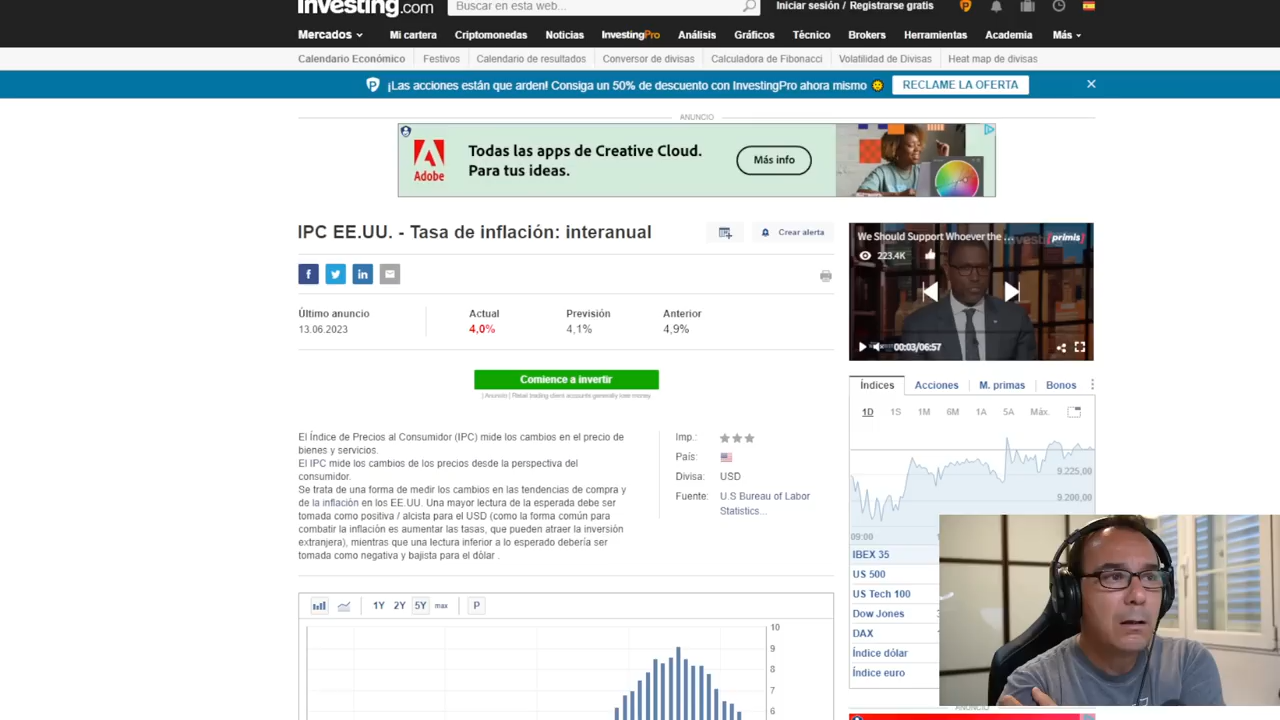 Investing.com
Buscar en esta web...
Iniciar sesión / Registrarse gratis
Mercados
Mi cartera
Criptomonedas
Noticias
InvestingPro
Análisis
Gráficos
Técnico
Brokers
Herramientas
Academia
Más
Calendario Económico
Festivos
Calendario de resultados
Conversor de divisas
Calculadora de Fibonacci
Volatilidad de Divisas
Heat map de divisas
¡Las acciones están que arden! Consiga un 50% de descuento con InvestingPro ahora mismo
RECLAME LA OFERTA
ANUNCIO
Adobe
Todas las apps de Creative Cloud.
Para tus ideas.
Más info
IPC EE.UU. - Tasa de inflación: interanual
Crear alerta
We Should Support Whoever the ...
primis
223.4K
00:03/06:57
Último anuncio
13.06.2023
Actual
4,0%
Previsión
4,1%
Anterior
4,9%
Comience a invertir
| Anuncio | Retail trading client accounts generally lose money.
El Índice de Precios al Consumidor (IPC) mide los cambios en el precio de
bienes y servicios.
El IPC mide los cambios de los precios desde la perspectiva del
consumidor.
Se trata de una forma de medir los cambios en las tendencias de compra y
de la inflación en los EE.UU. Una mayor lectura de la esperada debe ser
tomada como positiva / alcista para el USD (como la forma común para
combatir la inflación es aumentar las tasas, que pueden atraer la inversión
extranjera), mientras que una lectura inferior a lo esperado debería ser
tomada como negativa y bajista para el dólar .
Imp.:
País:
Divisa:
USD
Fuente:
U.S Bureau of Labor
Statistics...
Índices
Acciones
M. primas
Bonos
1D
1S
1M
6M
1A
5A
Máx.
9.225,00
9.200,00
09:00
IBEX 35
US 500
US Tech 100
Dow Jones
DAX
Índice dólar
Índice euro
1Y
2Y
5Y
max
P
10
9
8
7
6